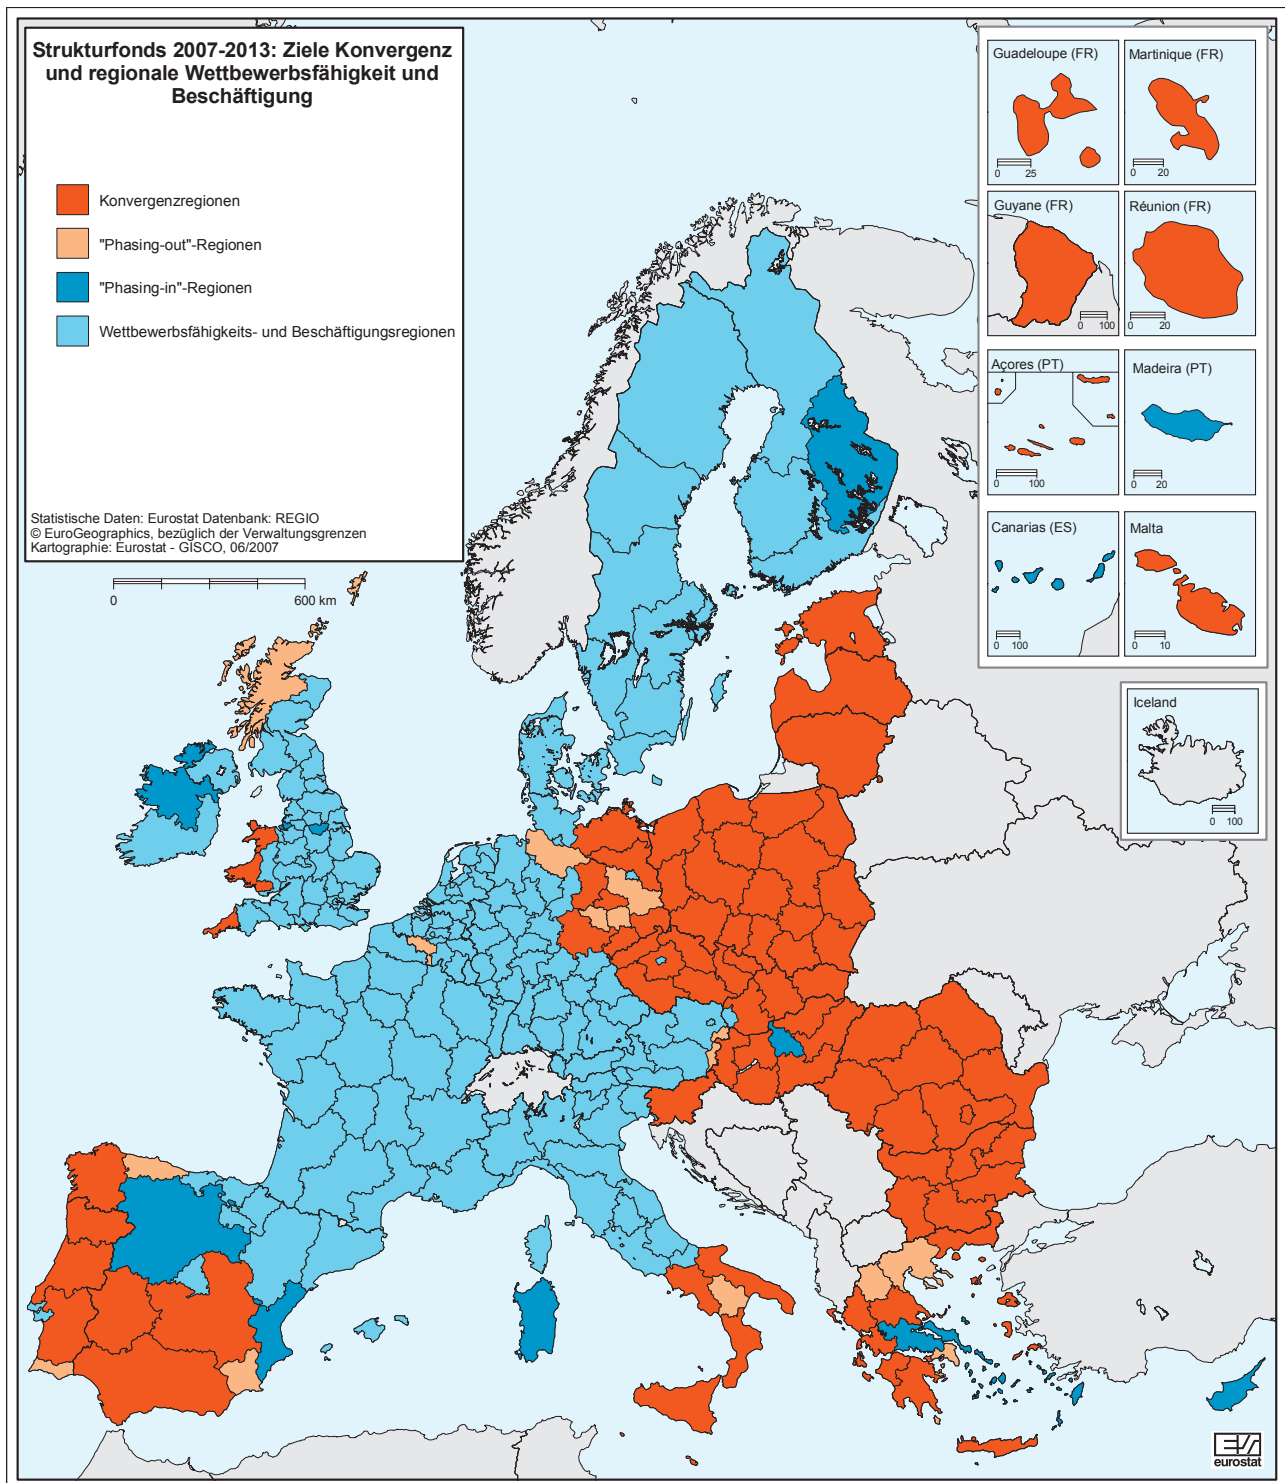 Strukturfonds 2007-2013: Ziele Konvergenz
und regionale Wettbewerbsfähigkeit und
Beschäftigung
Konvergenzregionen
"Phasing-out"-Regionen
"Phasing-in"-Regionen
Wettbewerbsfähigkeits- und Beschäftigungsregionen
Statistische Daten: Eurostat Datenbank: REGIO
© EuroGeographics, bezüglich der Verwaltungsgrenzen
Kartographie: Eurostat - GISCO, 06/2007
0 600 km
Guadeloupe (FR)
0 25
Martinique (FR)
0 20
Guyane (FR)
0 100
Réunion (FR)
0 20
Açores (PT)
0 100
Madeira (PT)
0 20
Canarias (ES)
0 100
Malta
0 10
Iceland
0 100
eurostat